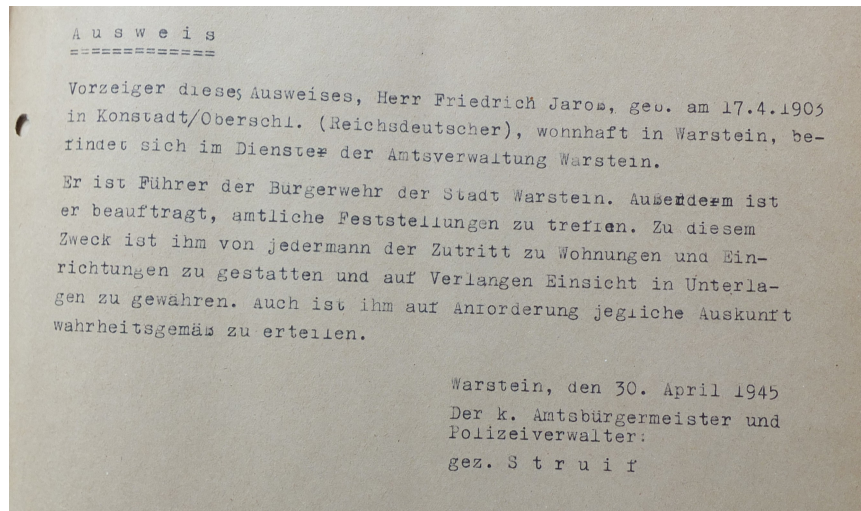 A u s w e i s
=============
Vorzeiger dieses Ausweises, Herr Friedrich Jarom, geb. am 17.4.1903
in Konstadt/Oberschl. (Reichsdeutscher), wohnhaft in Warstein, be-
findet sich im Dienster der Amtsverwaltung Warstein.
Er ist Führer der Bürgerwehr der Stadt Warstein. Außerdem ist
er beauftragt, amtliche Feststellungen zu treffen. Zu diesem
Zweck ist ihm von jedermann der Zutritt zu Wohnungen und Ein-
richtungen zu gestatten und auf Verlangen Einsicht in Unterla-
gen zu gewähren. Auch ist ihm auf Anforderung jegliche Auskunft
wahrheitsgemäß zu erteilen.
Warstein, den 30. April 1945
Der k. Amtsbürgermeister und
Polizeiverwalter:
gez. S t r u i f